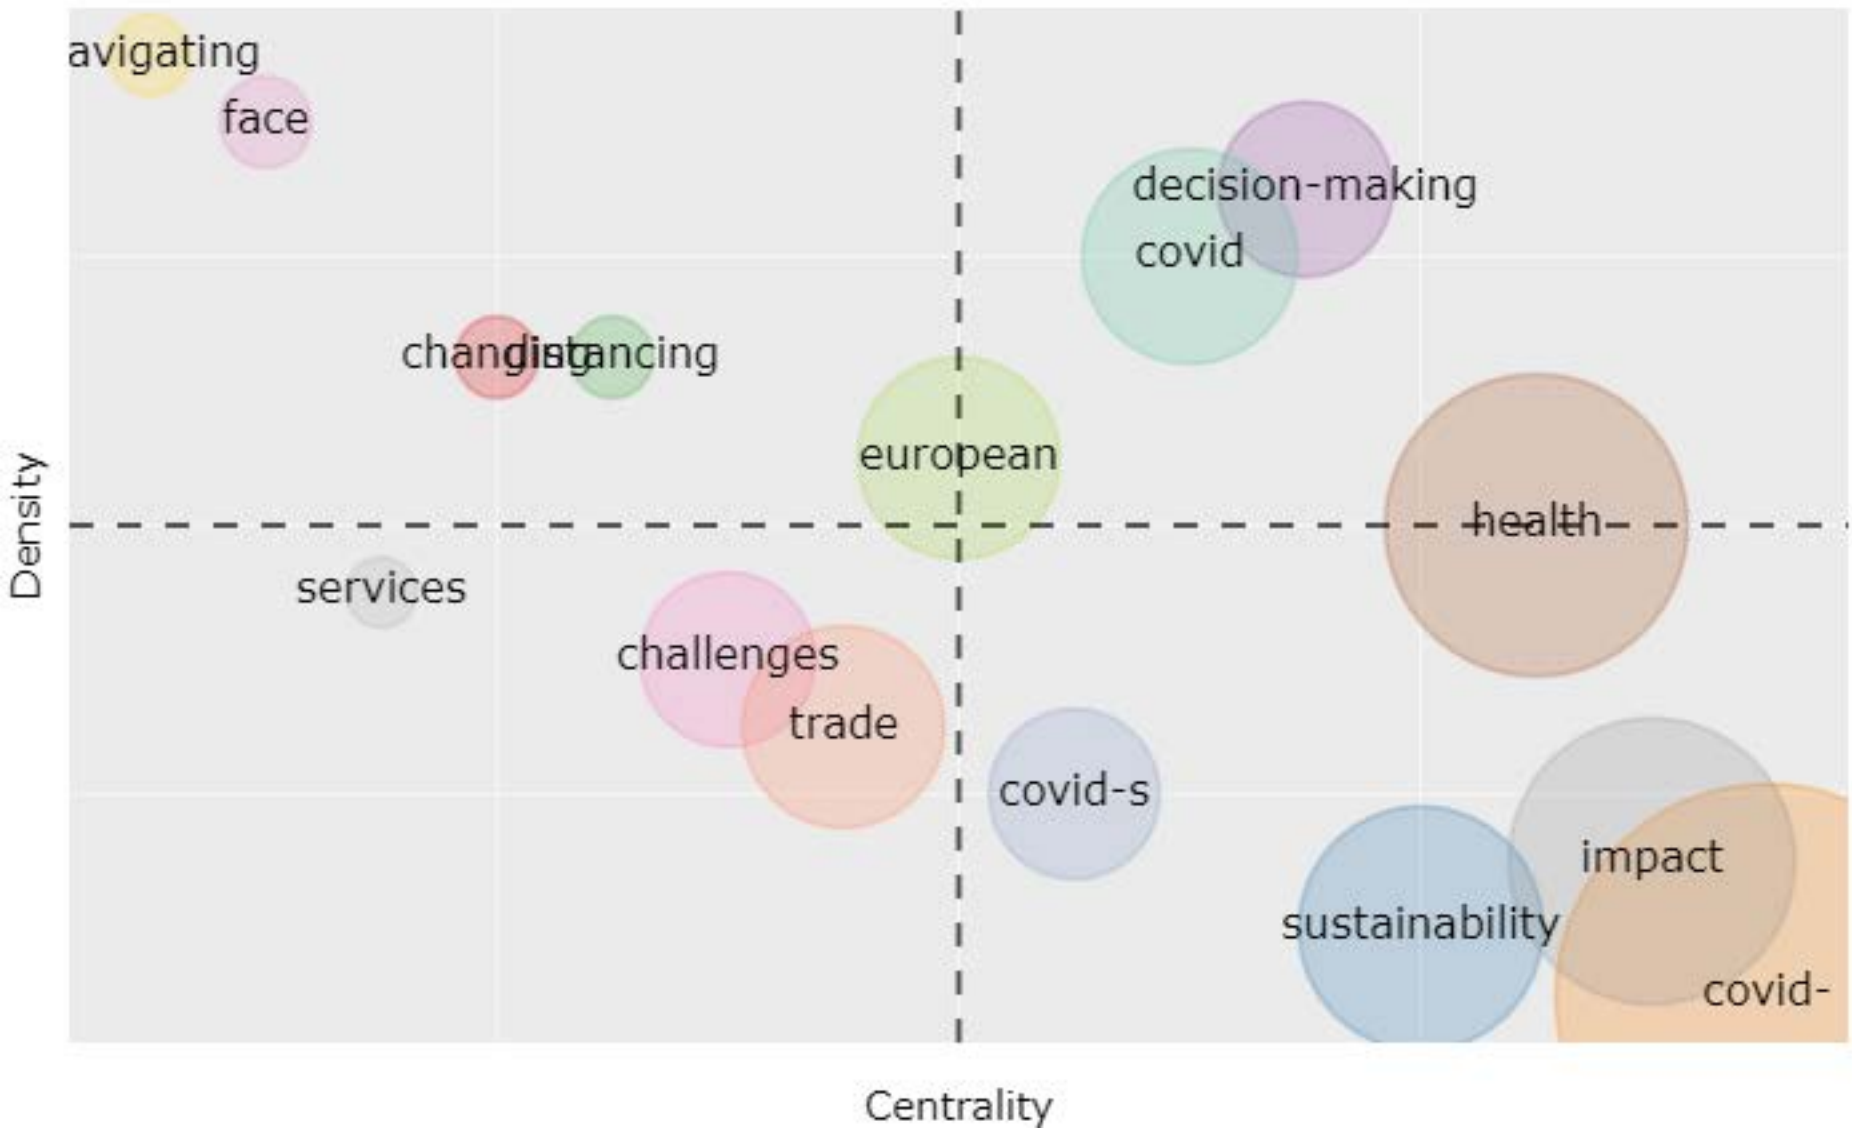 avigating
face
decision-making
covid
changing
distancing
european
health
services
challenges
trade
covid-s
impact
sustainability
covid-
Density
Centrality